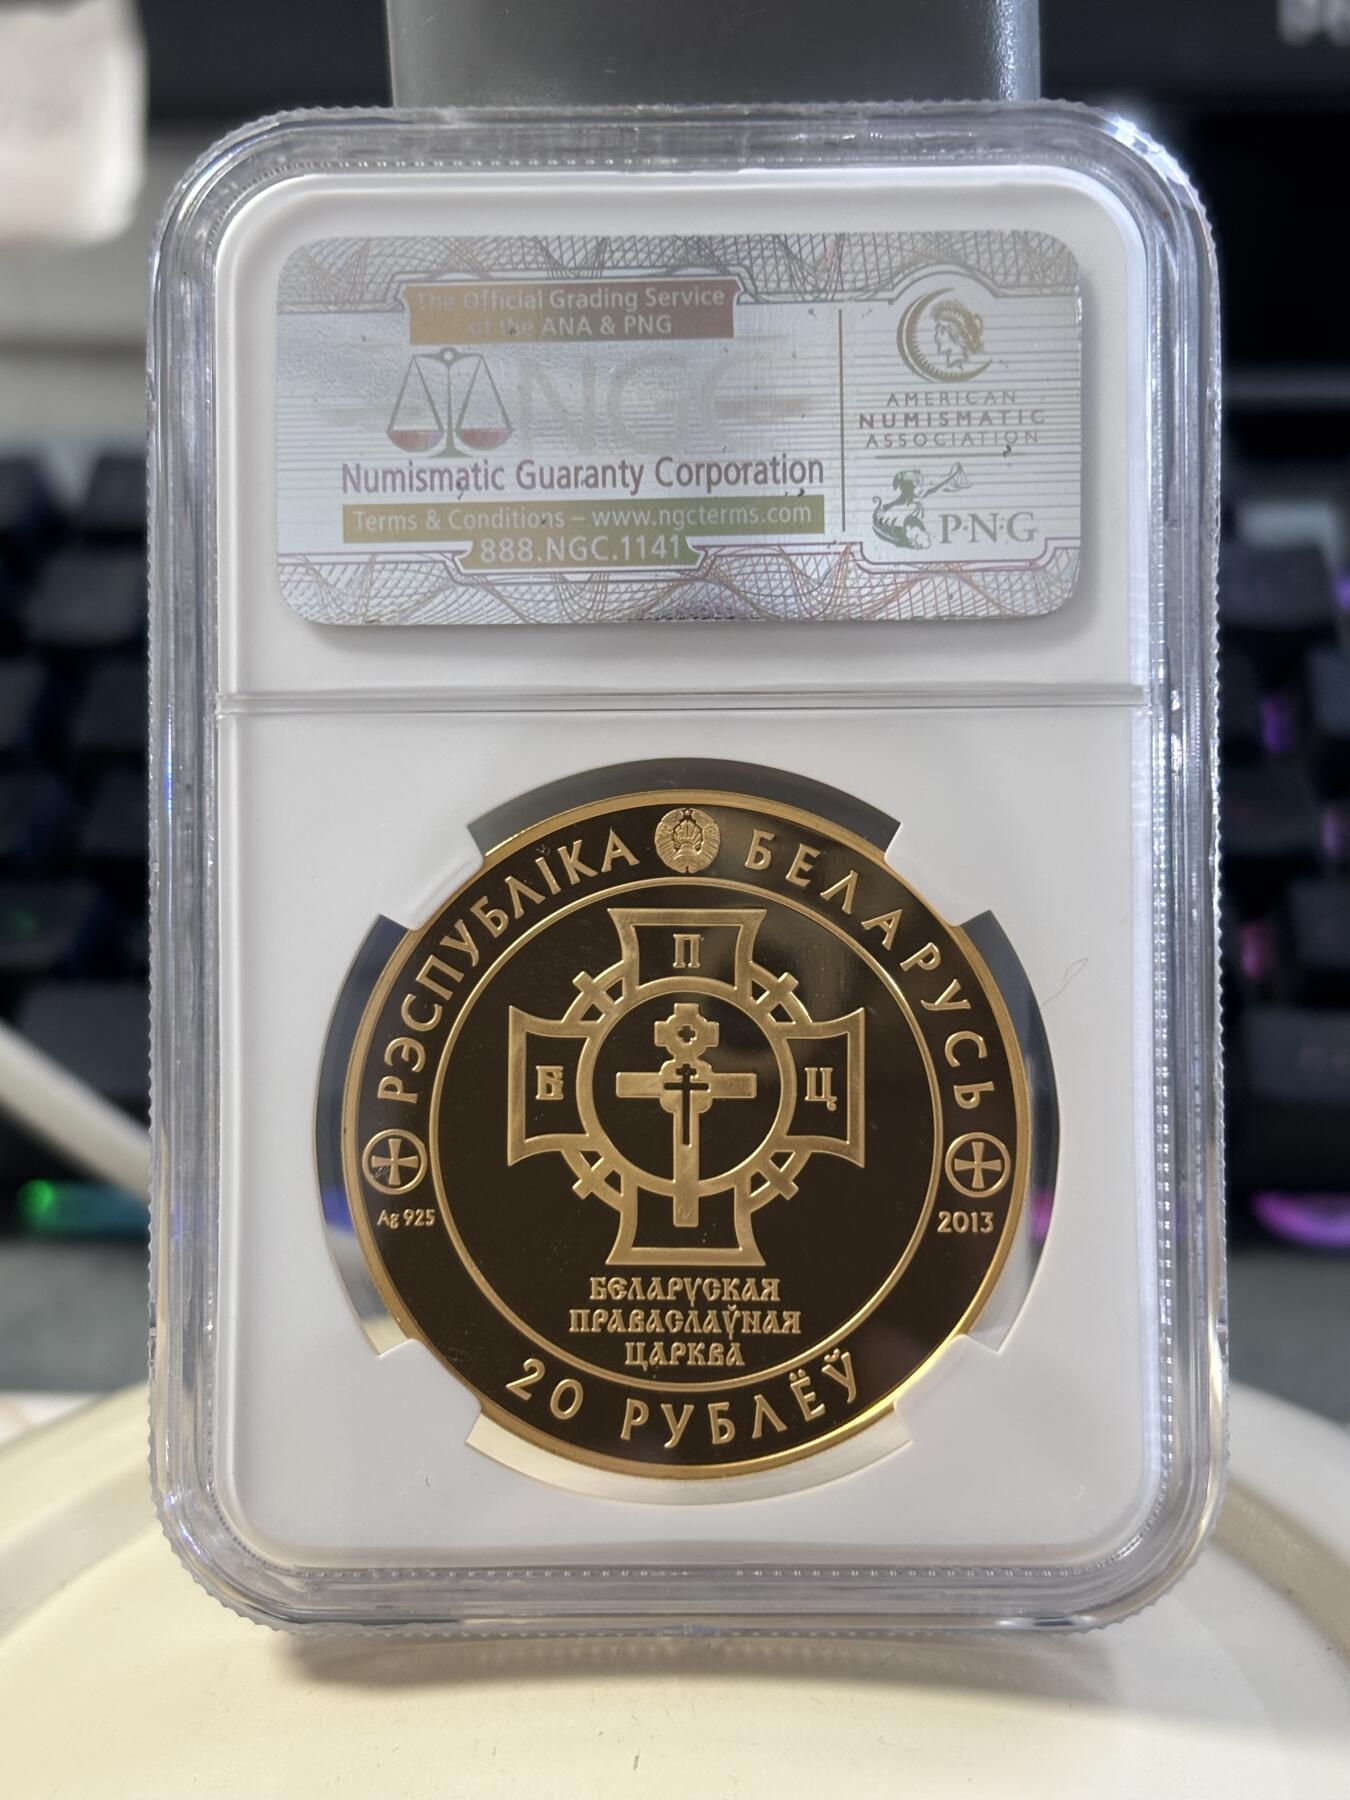 The Official Grading Service
of the ANA & PNG
NGC
Numismatic Guaranty Corporation
Terms & Conditions – www.ngcterms.com
888.NGC.1141
AMERICAN
NUMISMATIC
ASSOCIATION
P·N·G
РЭСПУБЛІКА БЕЛАРУСЬ
П
Б Ц
Ag 925
2013
БЕЛАРУСКАЯ
ПРАВАСЛАЎНАЯ
ЦАРКВА
20 РУБЛЁЎ